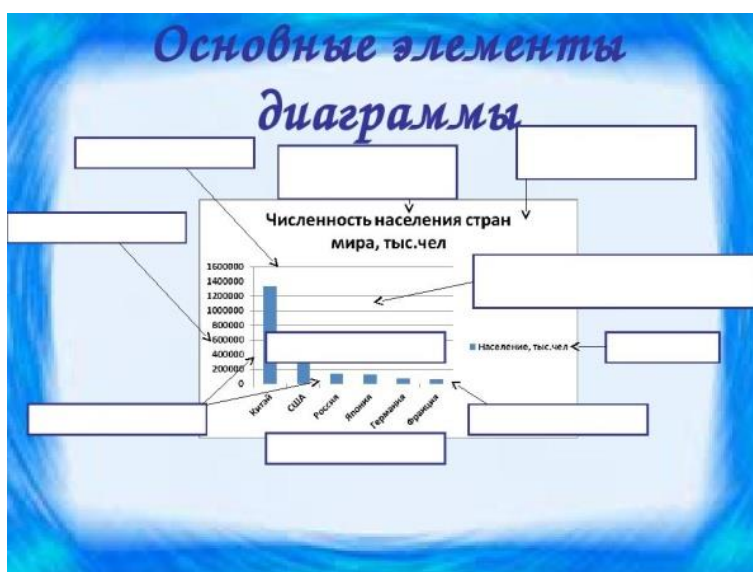 Основные элементы
диаграммы
Численность населения стран
мира, тыс.чел
1600000
1400000
1200000
1000000
800000
600000
400000
200000
0
Китай
США
Россия
Япония
Германия
Франция
Население, тыс.чел